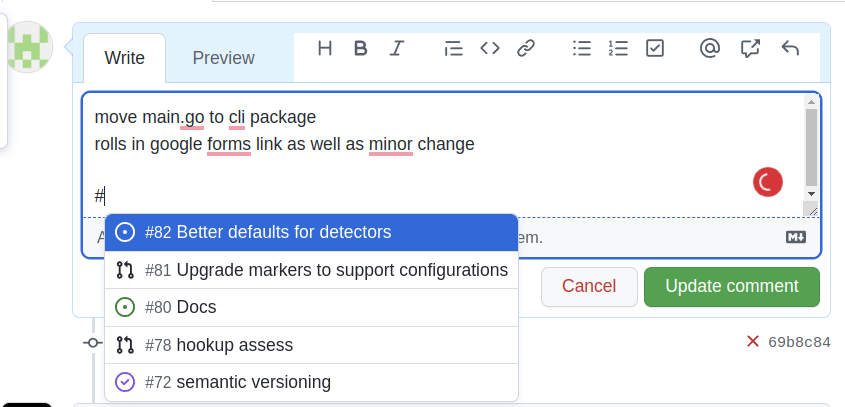 Write Preview
move main.go to cli package
rolls in google forms link as well as minor change
#
#82 Better defaults for detectors
em.
#81 Upgrade markers to support configurations
#80 Docs
#78 hookup assess
#72 semantic versioning
Cancel Update comment
69b8c84